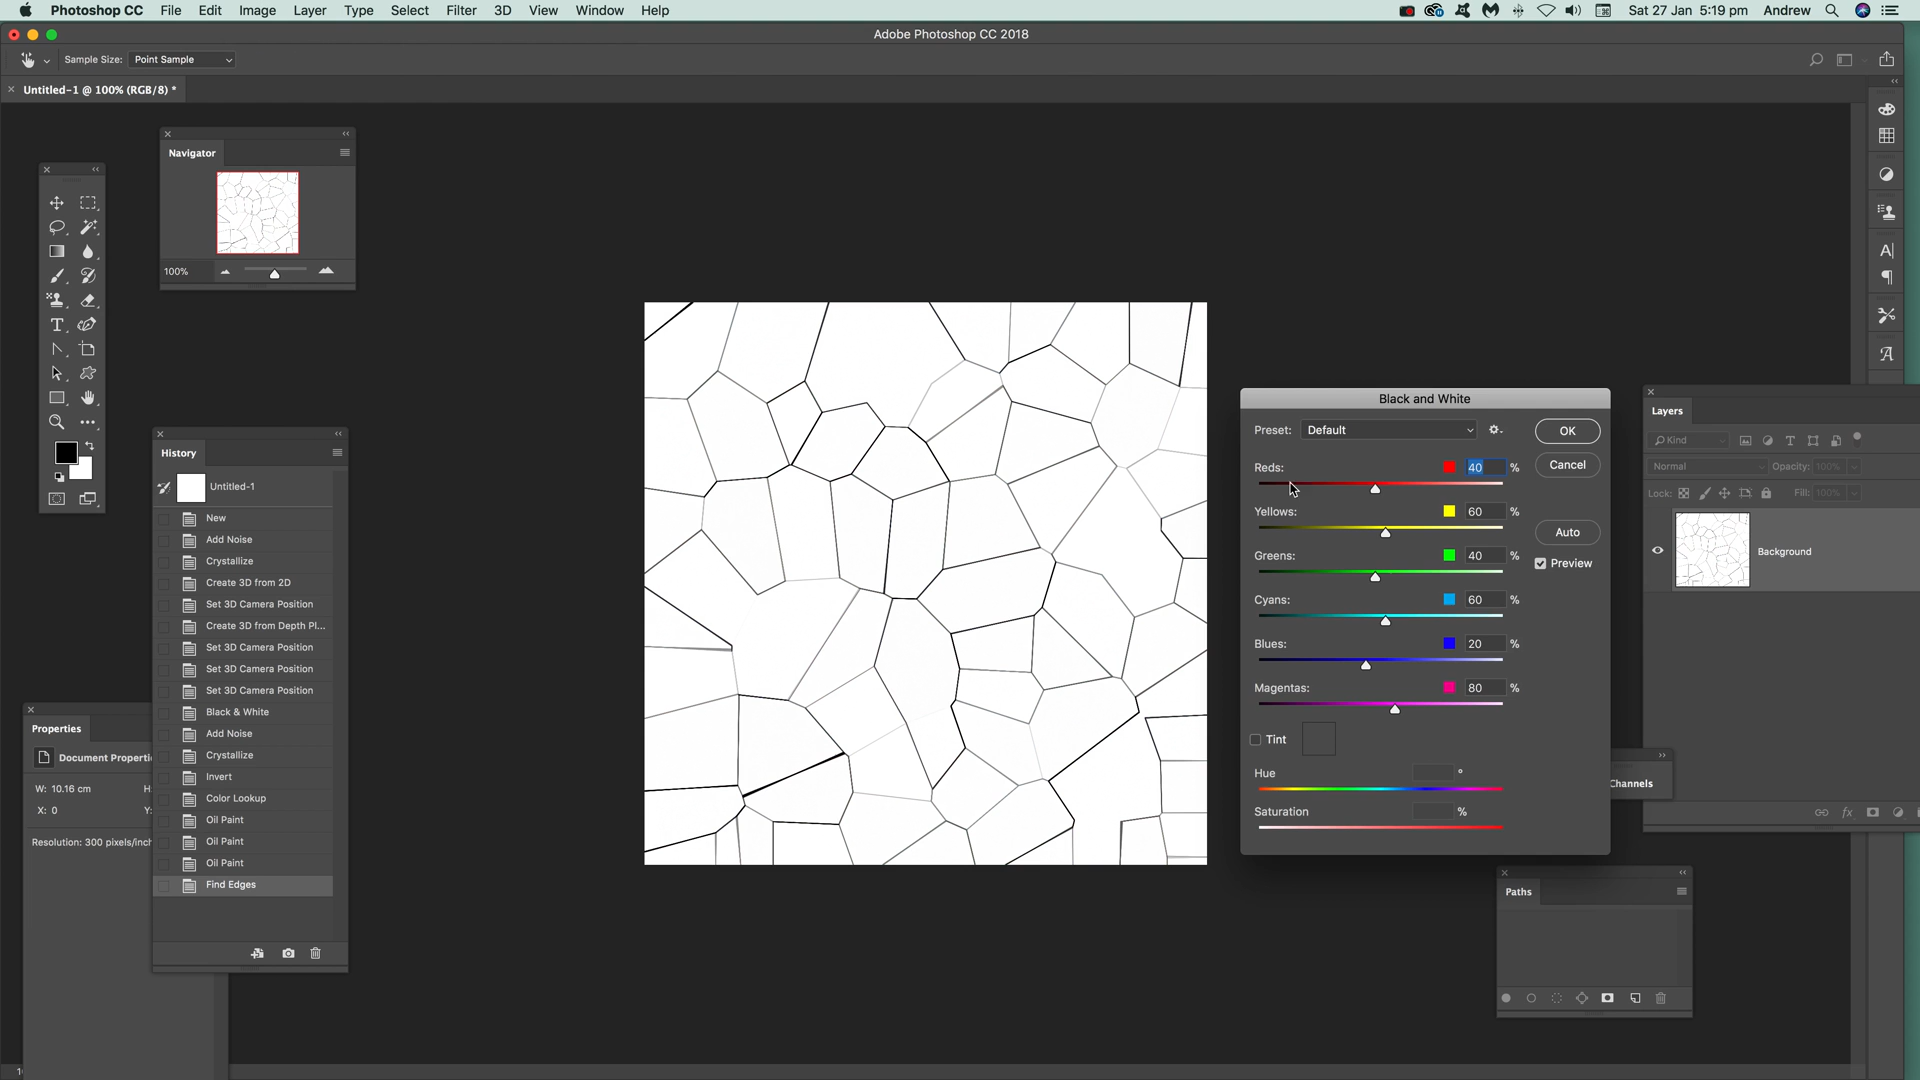 Photoshop CC File Edit Image Layer Type Select Filter 3D View Window Help Sat 27 Jan 5:19 pm Andrew
Adobe Photoshop CC 2018
Sample Size: Point Sample
Untitled-1 @ 100% (RGB/8) *
Navigator
100%
History
Untitled-1
New
Add Noise
Crystallize
Create 3D from 2D
Set 3D Camera Position
Create 3D from Depth Pl...
Set 3D Camera Position
Set 3D Camera Position
Set 3D Camera Position
Black & White
Add Noise
Crystallize
Invert
Color Lookup
Oil Paint
Oil Paint
Oil Paint
Find Edges
Properties
Document Properti
W: 10.16 cm H:
X: 0 Y:
Resolution: 300 pixels/inch
Black and White
Preset: Default
OK
Cancel
Auto
Preview
Reds: 40 %
Yellows: 60 %
Greens: 40 %
Cyans: 60 %
Blues: 20 %
Magentas: 80 %
Tint
Hue °
Saturation %
Layers
Kind
Normal Opacity: 100%
Lock: Fill: 100%
Background
Channels
fx
Paths